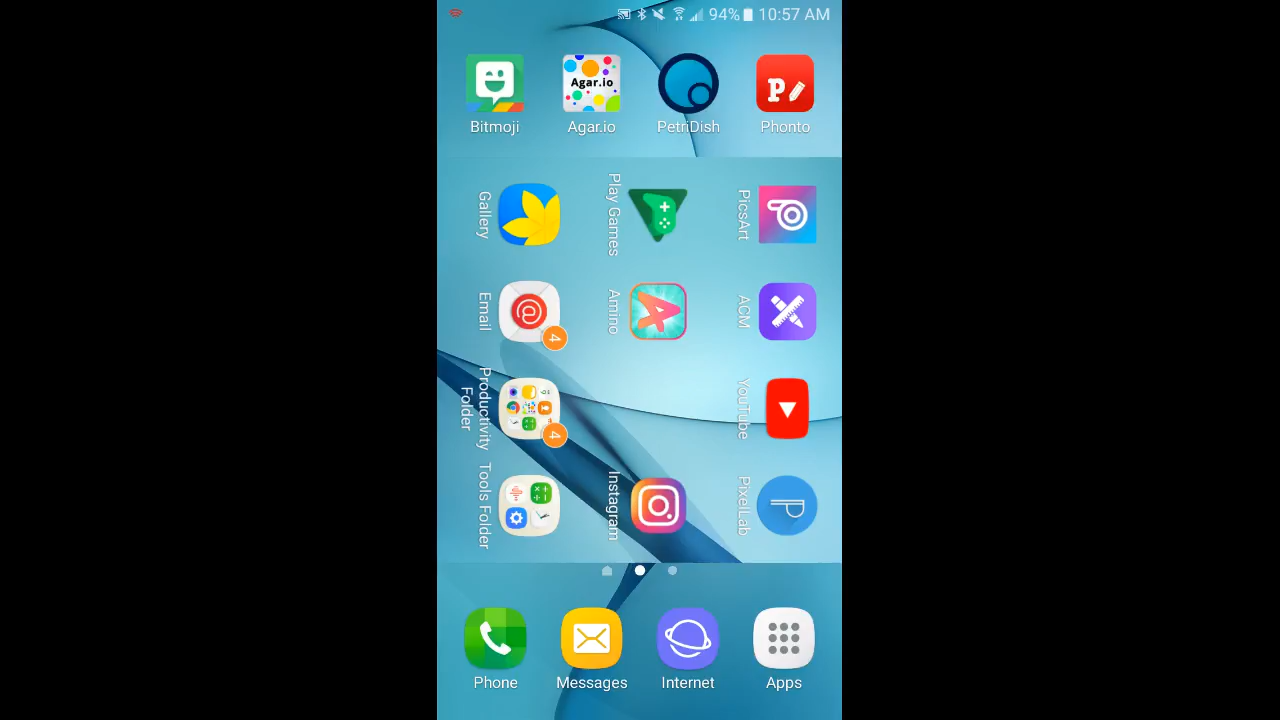 94% 10:57 AM
Agar.io
Bitmoji
Agar.io
PetriDish
Phonto
PicsArt
ACM
YouTube
PixelLab
Play Games
Amino
Instagram
Gallery
Email
4
Productivity
Folder
4
Tools Folder
Phone
Messages
Internet
Apps